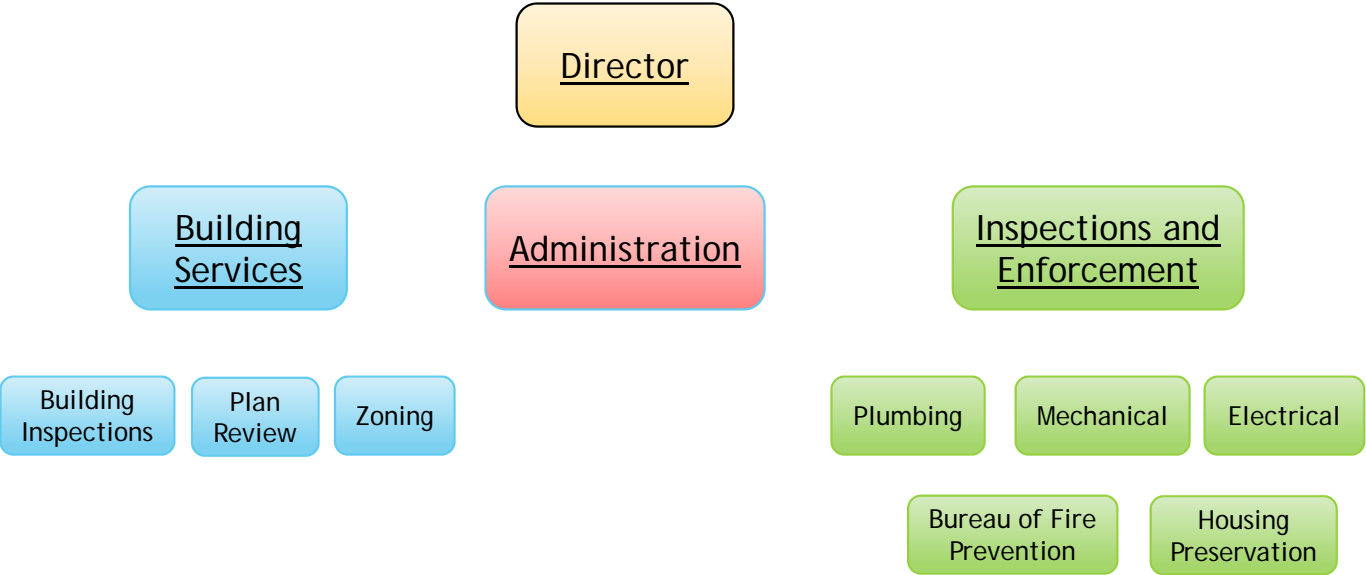 Director
Building
Services
Administration
Inspections and
Enforcement
Building
Inspections
Plan
Review
Zoning
Plumbing
Mechanical
Electrical
Bureau of Fire
Prevention
Housing
Preservation